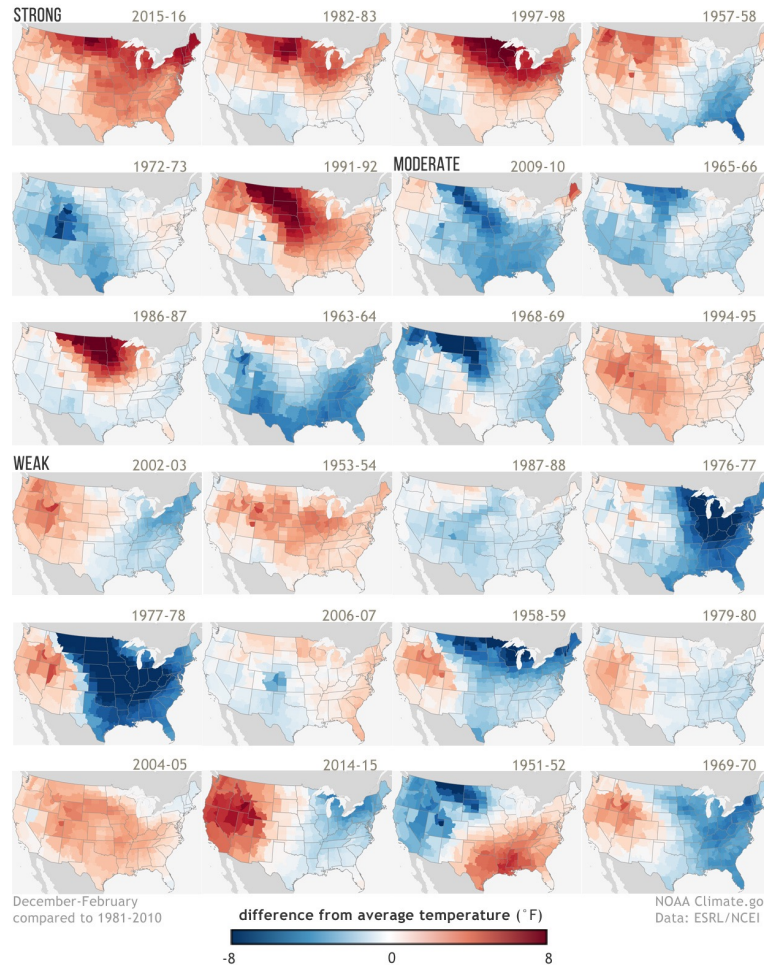 STRONG 2015-16 1982-83 1997-98 1957-58
1972-73 1991-92 MODERATE 2009-10 1965-66
1986-87 1963-64 1968-69 1994-95
WEAK 2002-03 1953-54 1987-88 1976-77
1977-78 2006-07 1958-59 1979-80
2004-05 2014-15 1951-52 1969-70
December-February
compared to 1981-2010
difference from average temperature (°F)
-8 0 8
NOAA Climate.go
Data: ESRL/NCEI